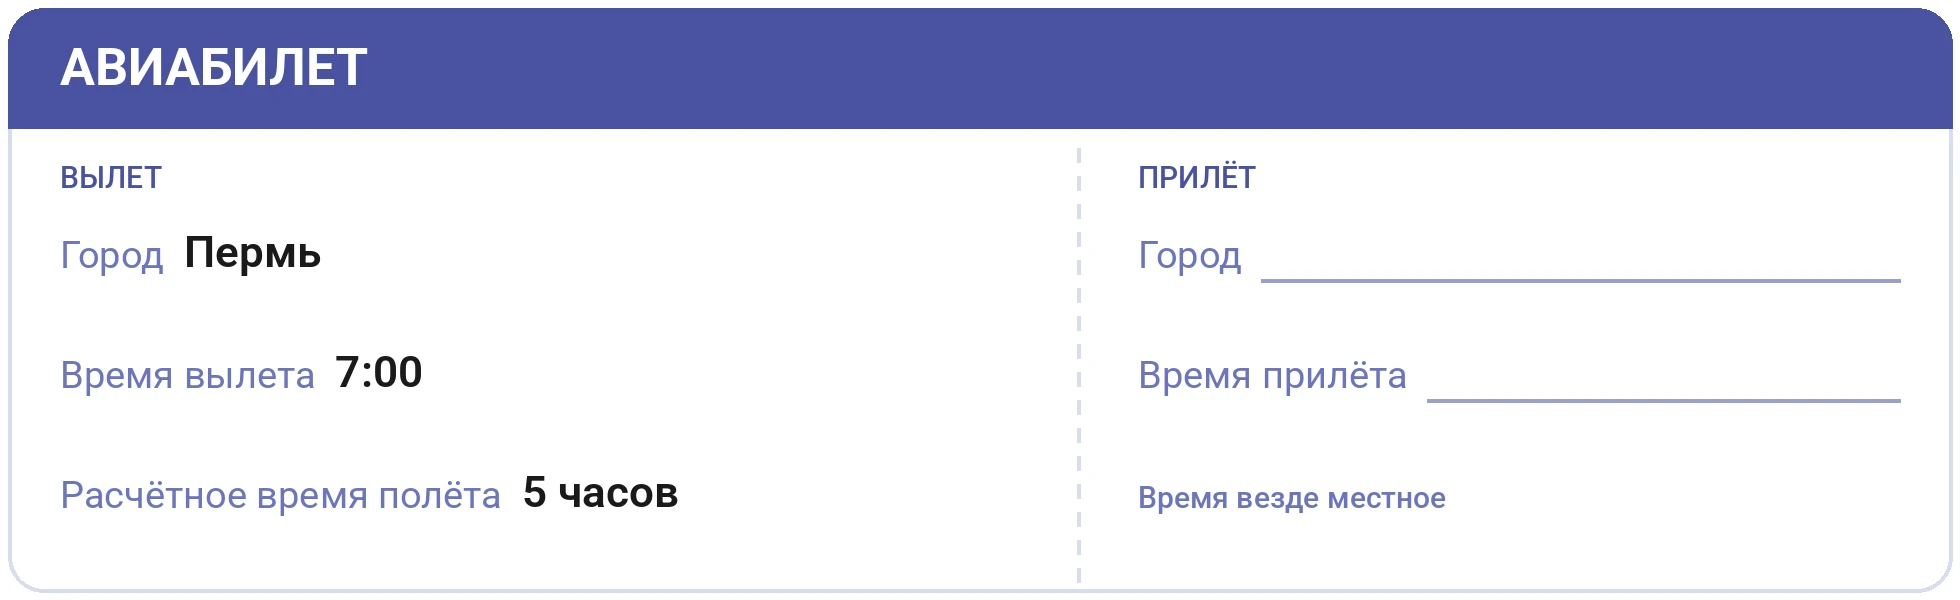 АВИАБИЛЕТ
ВЫЛЕТ
Город Пермь
Время вылета 7:00
Расчётное время полёта 5 часов
ПРИЛЁТ
Город
Время прилёта
Время везде местное